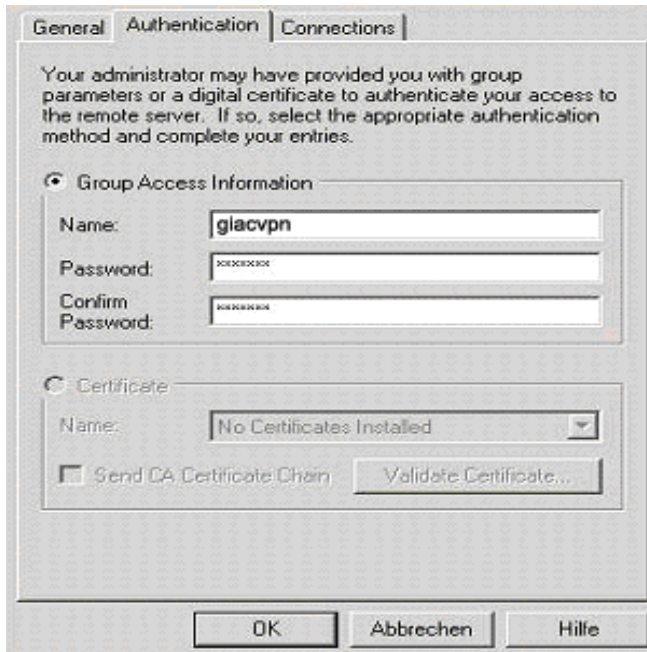 General Authentication Connections
Your administrator may have provided you with group
parameters or a digital certificate to authenticate your access to
the remote server. If so, select the appropriate authentication
method and complete your entries.
Group Access Information
Name: giacvpn
Password: *******
Confirm
Password: *******
Certificate
Name: No Certificates Installed
Send CA Certificate Chain Validate Certificate...
OK Abbrechen Hilfe